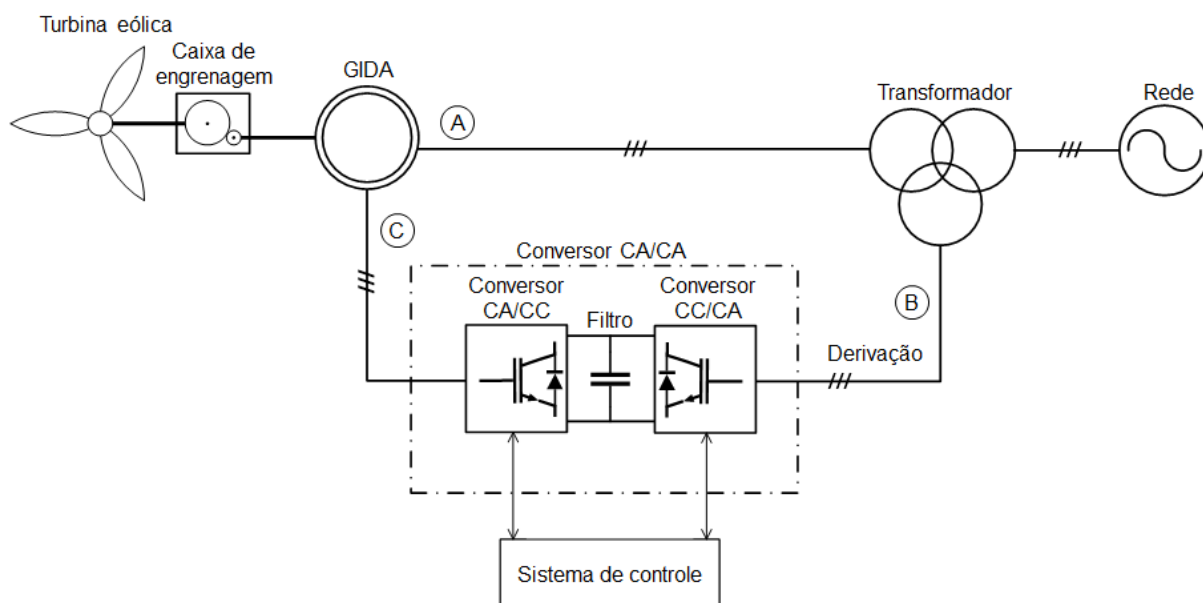 Turbina eólica
Caixa de
engrenagem
GIDA
A
Transformador
Rede
C
Conversor CA/CA
Conversor
CA/CC
Filtro
Conversor
CC/CA
B
Derivação
Sistema de controle